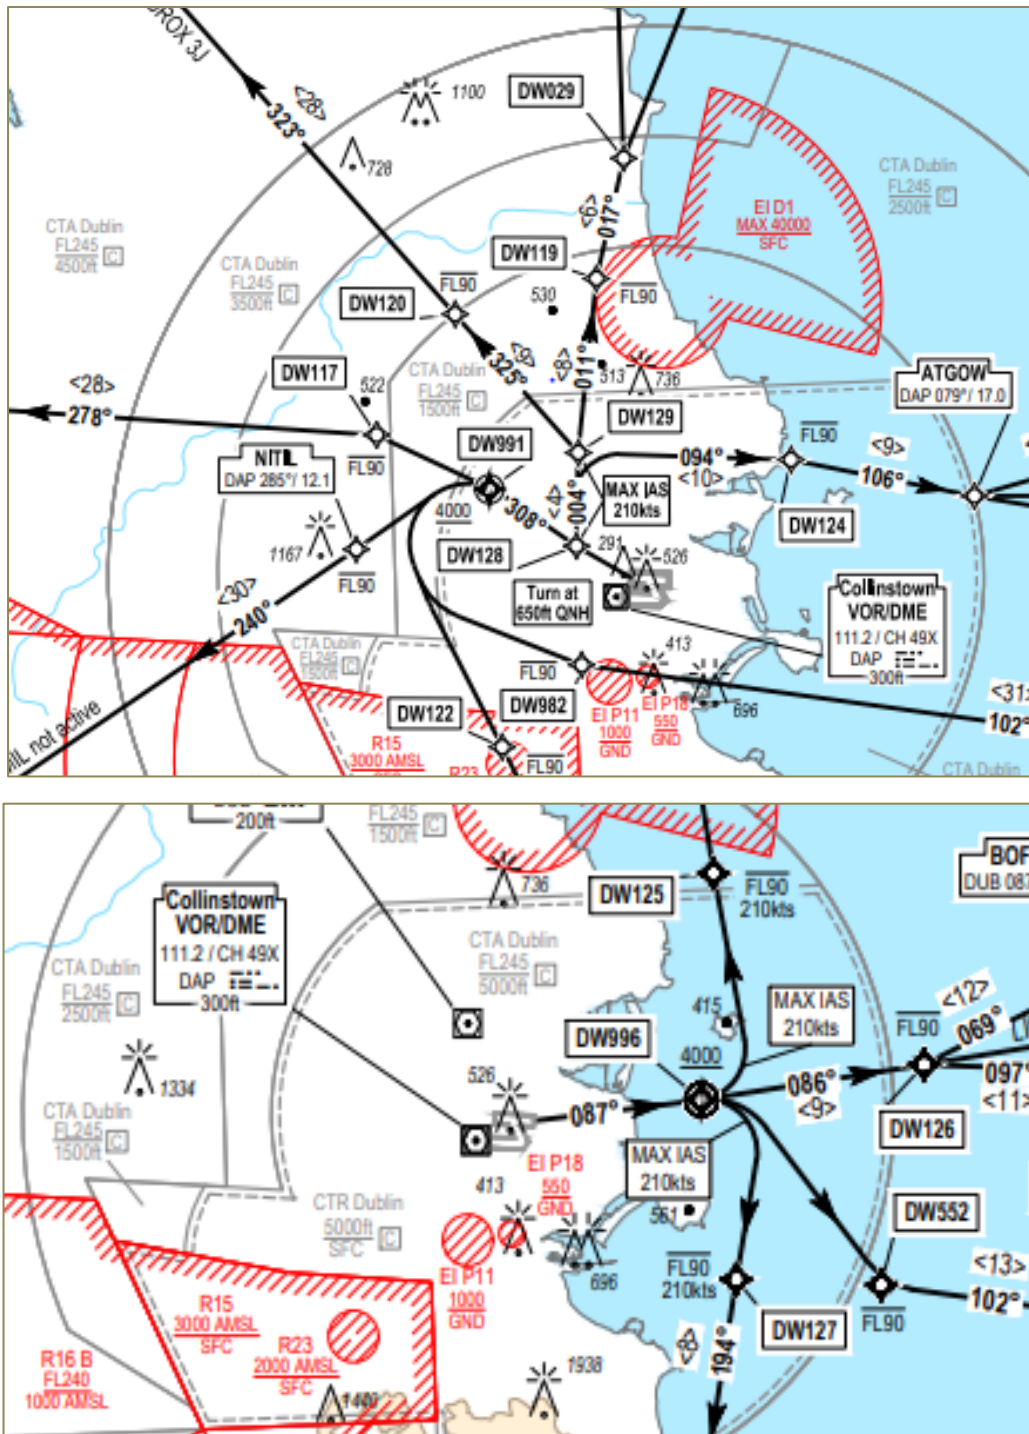 ROX 3J
<28>
323°
1100
728
DW029
CTA Dublin
FL245
2500ft C
EI D1
MAX 40000
SFC
<6>
017°
CTA Dublin
FL245
4500ft C
CTA Dublin
FL245
3500ft C
DW119
FL90
DW120
FL90
530
<9>
325°
<8>
011°
513
736
DW117
CTA Dublin
FL245
1500ft C
522
<28>
278°
ATGOW
DAP 079°/ 17.0
DW129
DW991
FL90
<9>
106°
094°
<10>
NITIL
DAP 285°/ 12.1
FL90
MAX IAS
210kts
4000
308°
<4>
004°
DW124
1167
DW128
291
526
FL90
Turn at
650ft QNH
Collinstown
VOR/DME
111.2 / CH 49X
DAP
300ft
<30>
240°
CTA Dublin
FL245
1500ft C
413
FL90
DW982
DW122
EI P11
1000
GND
EI P18
550
GND
696
<31>
102°
not active
R15
3000 AMSL
R23
FL90
CTA Dublin
200ft
FL245
1500ft C
736
DW125
FL90
210kts
BOF
DUB 087
Collinstown
VOR/DME
111.2 / CH 49X
DAP
300ft
CTA Dublin
FL245
5000ft C
CTA Dublin
FL245
2500ft C
415
MAX IAS
210kts
<12>
069°
FL90
DW996
4000
1334
526
087°
086°
<9>
097°
<11>
DW126
CTA Dublin
FL245
1500ft C
MAX IAS
210kts
EI P18
550
GND
413
561
DW552
CTR Dublin
5000ft
SFC C
FL90
210kts
<13>
102°
FL90
EI P11
1000
GND
696
DW127
R15
3000 AMSL
SFC
R23
2000 AMSL
SFC
R16 B
FL240
1000 AMSL
<8>
194°
1938
1446